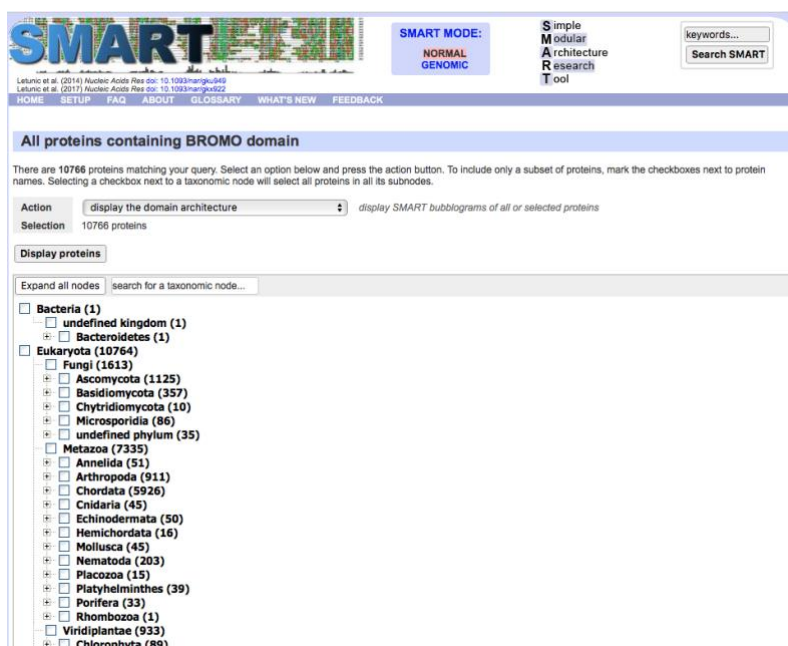 SMART
Letunic et al. (2014) Nucleic Acids Res doi: 10.1093/nar/gku949
Letunic et al. (2017) Nucleic Acids Res doi: 10.1093/nar/gkx922
SMART MODE:
NORMAL
GENOMIC
Simple
Modular
Architecture
Research
Tool
keywords...
Search SMART
HOME SETUP FAQ ABOUT GLOSSARY WHAT'S NEW FEEDBACK
All proteins containing BROMO domain
There are 10766 proteins matching your query. Select an option below and press the action button. To include only a subset of proteins, mark the checkboxes next to protein
names. Selecting a checkbox next to a taxonomic node will select all proteins in all its subnodes.
Action display the domain architecture display SMART bubblograms of all or selected proteins
Selection 10766 proteins
Display proteins
Expand all nodes search for a taxonomic node...
Bacteria (1)
undefined kingdom (1)
Bacteroidetes (1)
Eukaryota (10764)
Fungi (1613)
Ascomycota (1125)
Basidiomycota (357)
Chytridiomycota (10)
Microsporidia (86)
undefined phylum (35)
Metazoa (7335)
Annelida (51)
Arthropoda (911)
Chordata (5926)
Cnidaria (45)
Echinodermata (50)
Hemichordata (16)
Mollusca (45)
Nematoda (203)
Placozoa (15)
Platyhelminthes (39)
Porifera (33)
Rhombozoa (1)
Viridiplantae (933)
Chlorophyta (89)